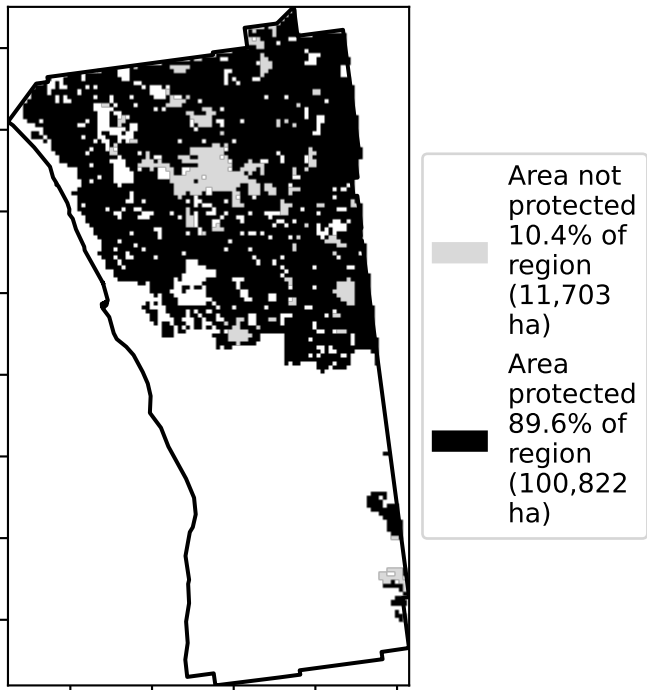 Area not
protected
10.4% of
region
(11,703
ha)
Area
protected
89.6% of
region
(100,822
ha)